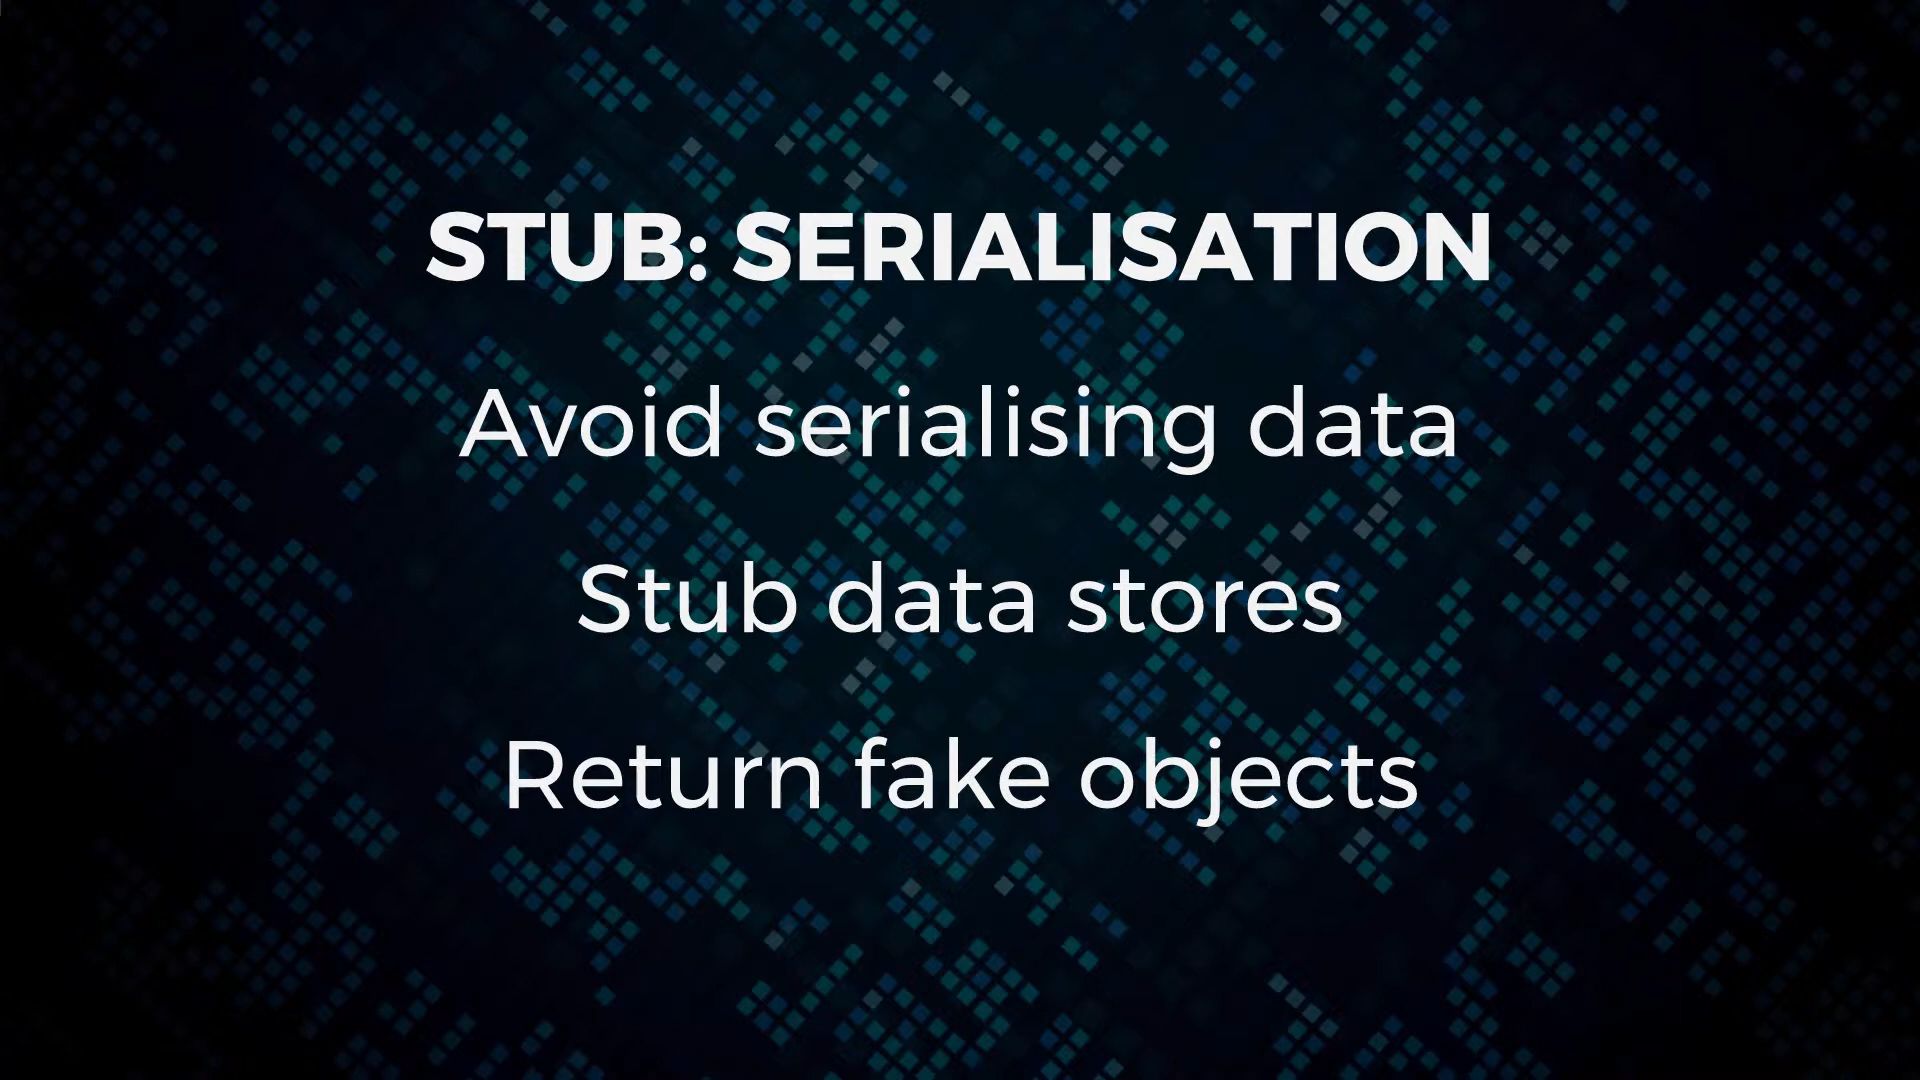 STUB: SERIALISATION
Avoid serialising data
Stub data stores
Return fake objects